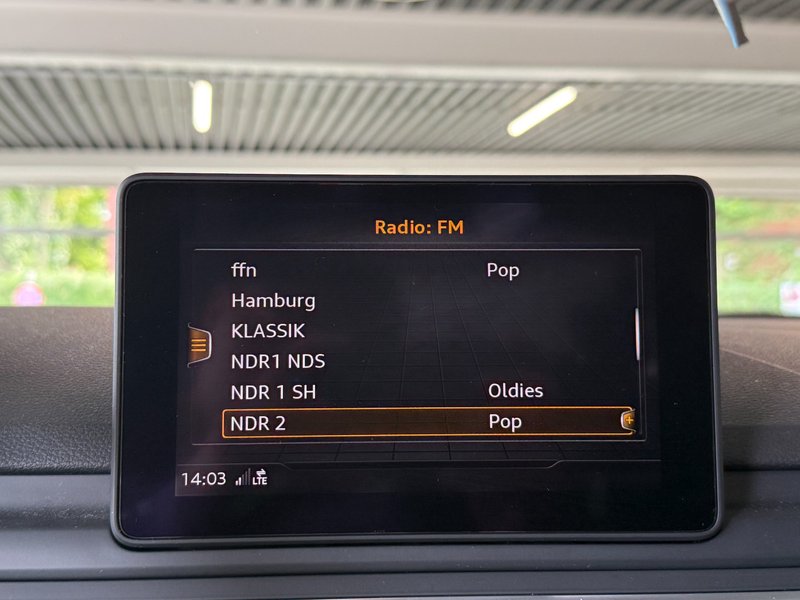 Radio: FM
ffn Pop
Hamburg
KLASSIK
NDR1 NDS
NDR 1 SH Oldies
NDR 2 Pop
14:03 LTE